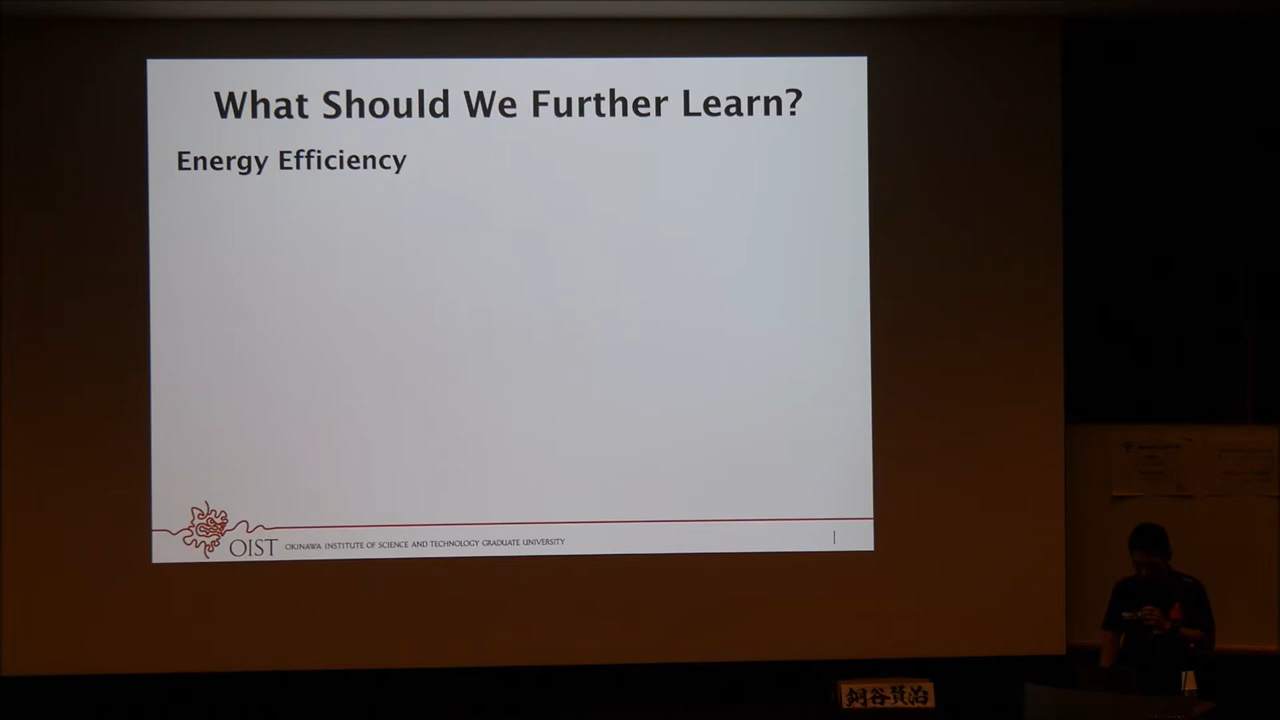 What Should We Further Learn?
Energy Efficiency
OIST OKINAWA INSTITUTE OF SCIENCE AND TECHNOLOGY GRADUATE UNIVERSITY
銅谷賢治